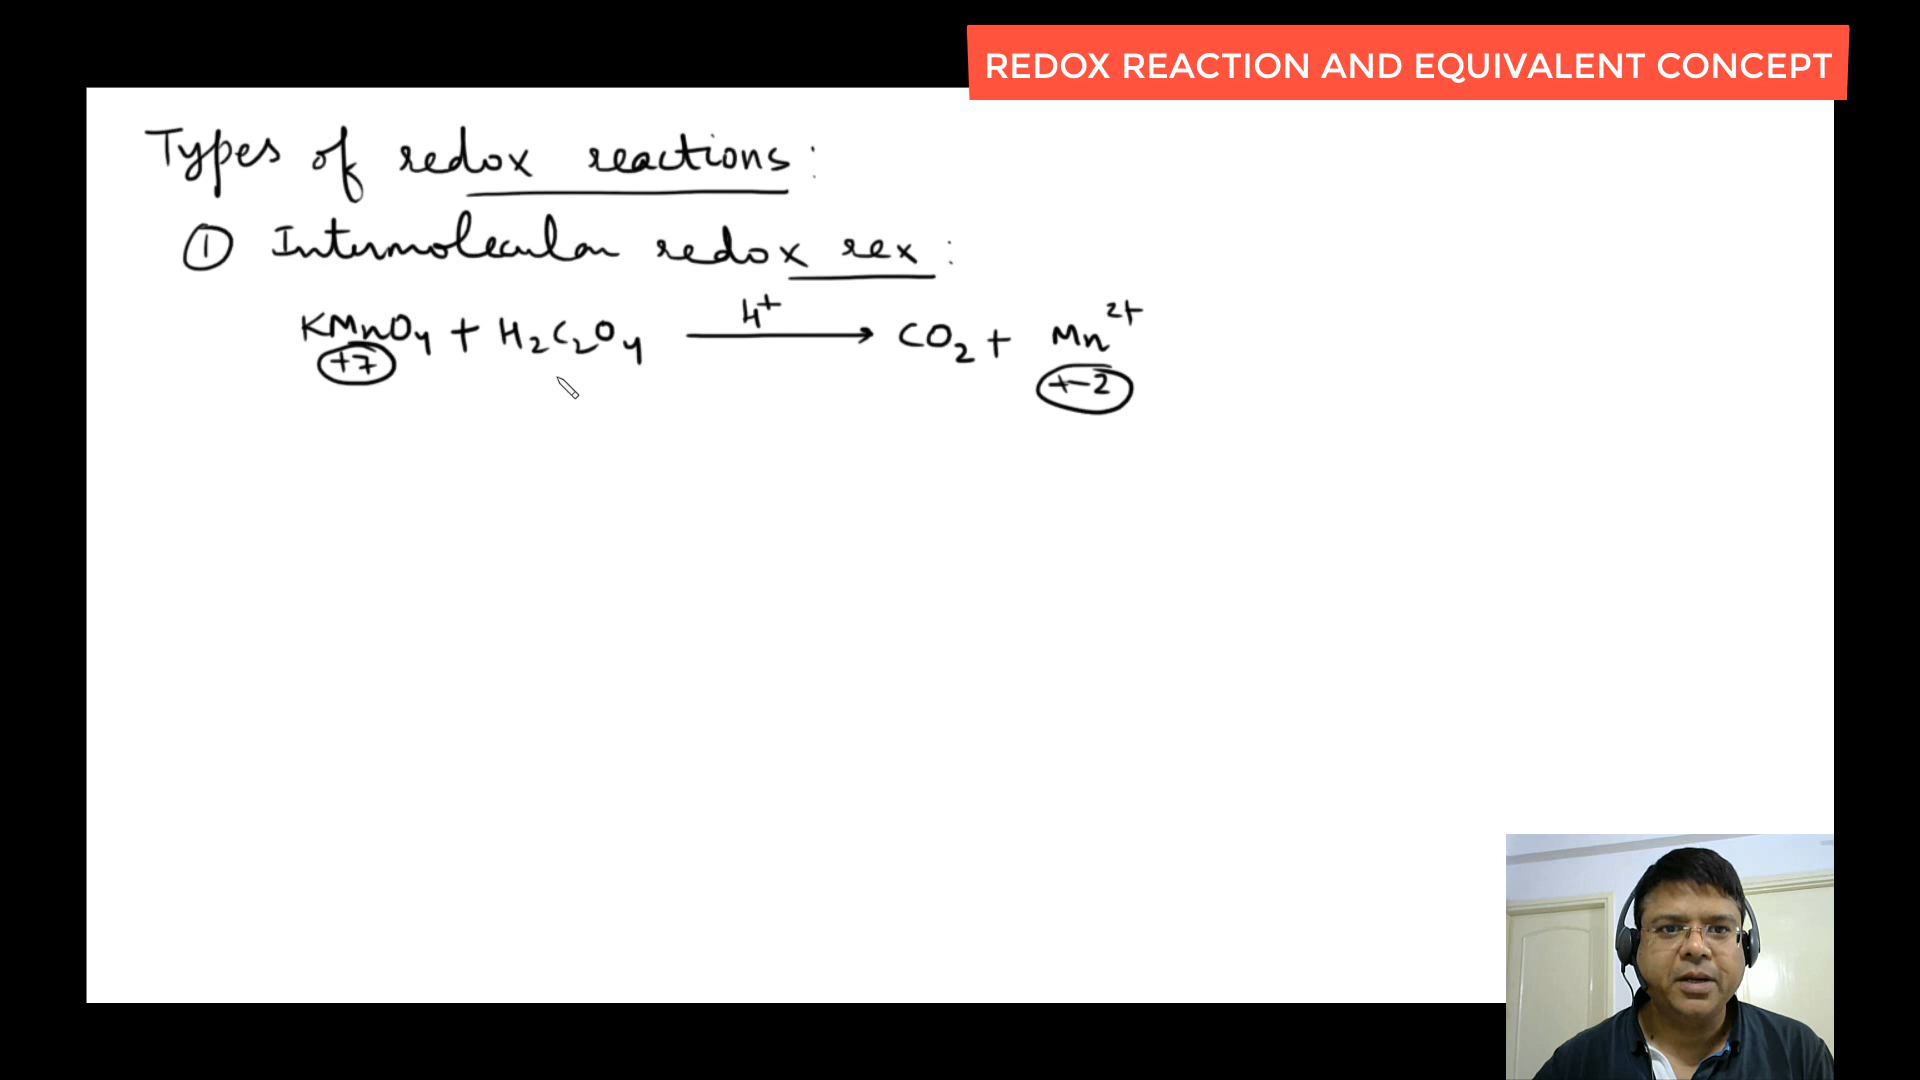 REDOX REACTION AND EQUIVALENT CONCEPT
Types of redox reactions:
① Intermolecular redox rex:
KMnO4 + H2C2O4 H+ → CO2 + Mn2+
+7 +-2